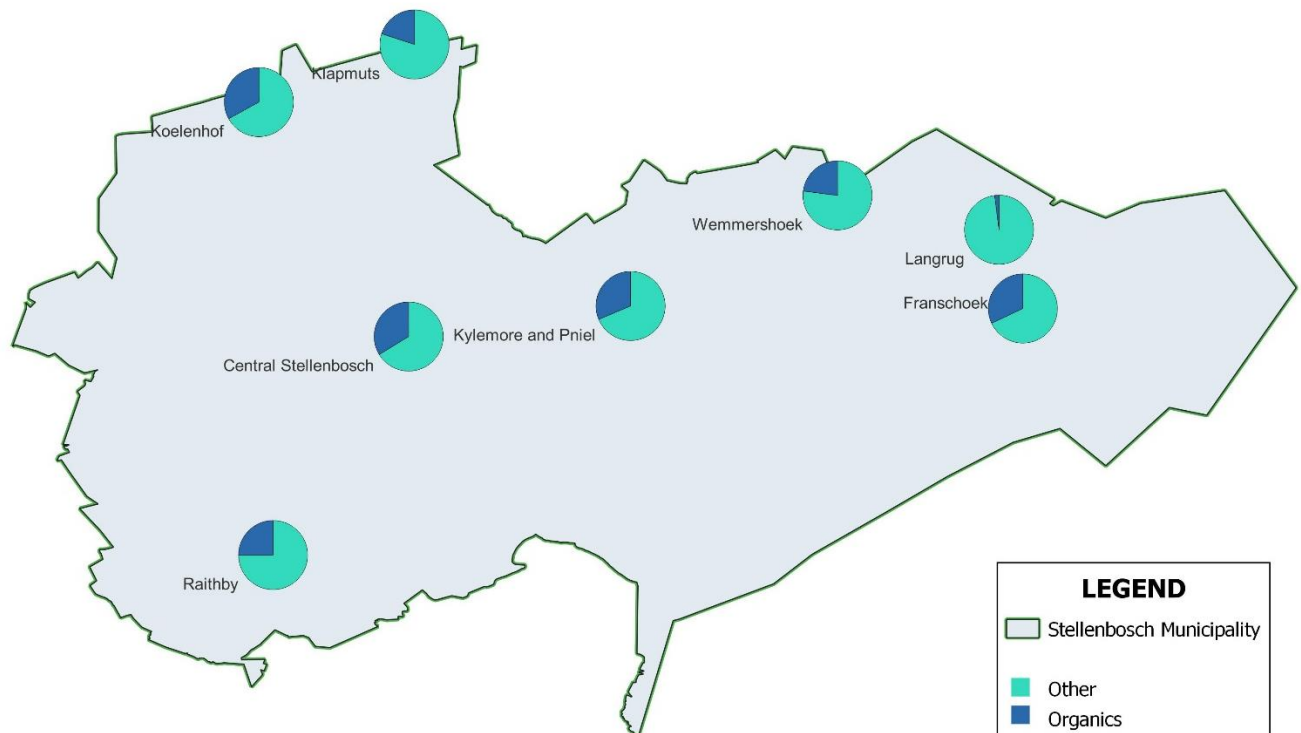 Klapmuts
Koelenhof
Wemmershoek
Langrug
Franschoek
Kylemore and Pniel
Central Stellenbosch
Raithby
LEGEND
Stellenbosch Municipality
Other
Organics